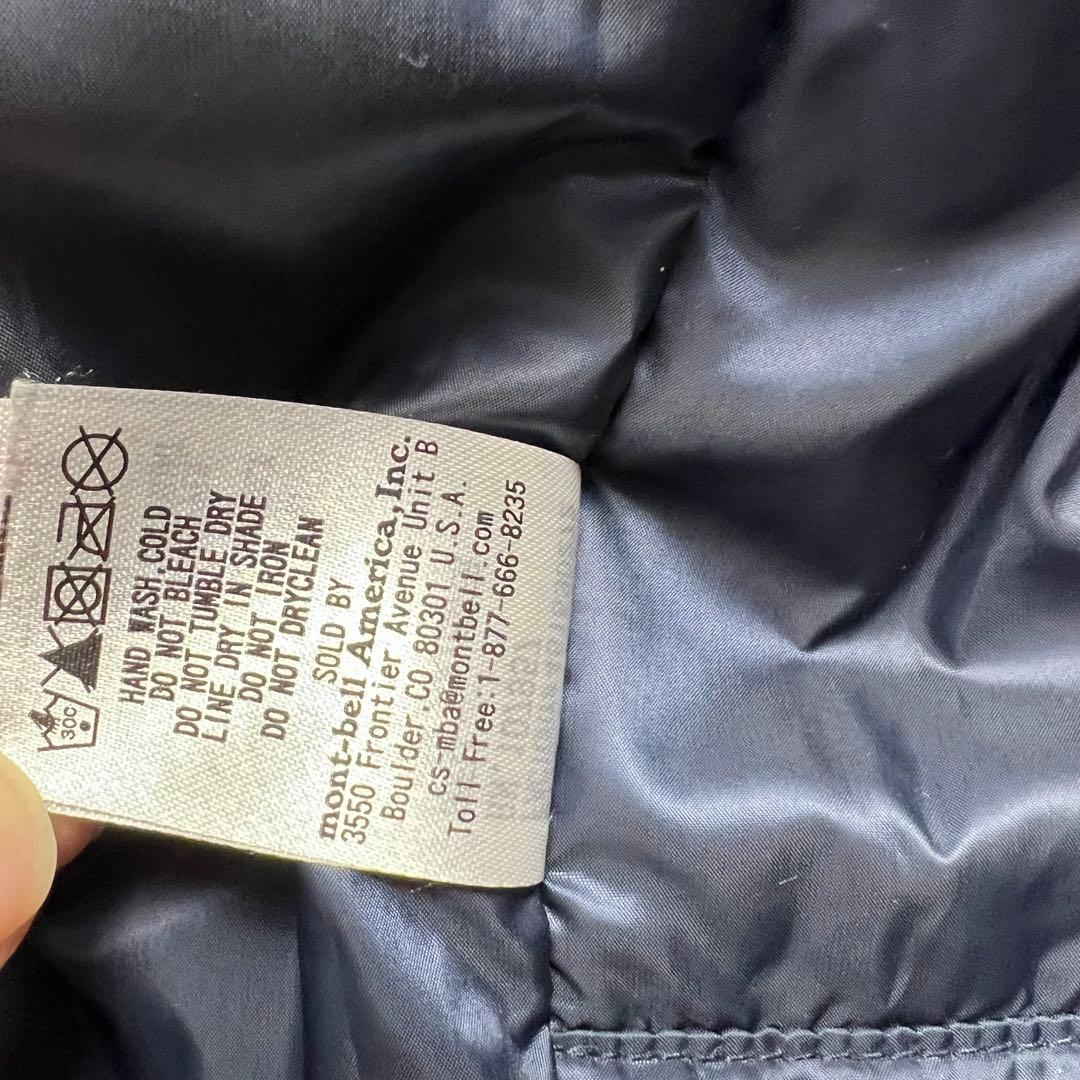 30C
HAND WASH,COLD
DO NOT BLEACH
DO NOT TUMBLE DRY
LINE DRY IN SHADE
DO NOT IRON
DO NOT DRYCLEAN
SOLD BY
mont-bell America,Inc.
3550 Frontier Avenue Unit B
Boulder,CO 80301 U.S.A.
cs-mba@montbell.com
Toll Free:1-877-666-8235